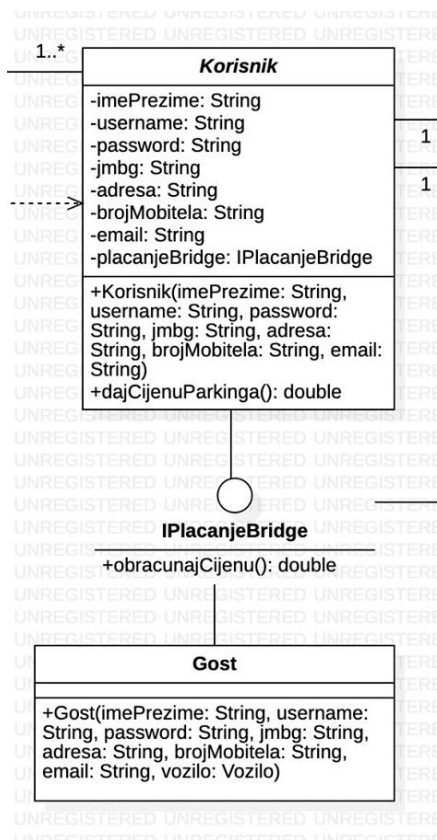 1..*
Korisnik
-imePrezime: String
-username: String
-password: String
-jmbg: String
-adresa: String
-brojMobitela: String
-email: String
-placanjeBridge: IPlacanjeBridge
1
1
+Korisnik(imePrezime: String,
username: String, password:
String, jmbg: String, adresa:
String, brojMobitela: String, email:
String)
+dajCijenuParkinga(): double
IPlacanjeBridge
+obracunajCijenu(): double
Gost
+Gost(imePrezime: String, username:
String, password: String, jmbg: String,
adresa: String, brojMobitela: String,
email: String, vozilo: Vozilo)